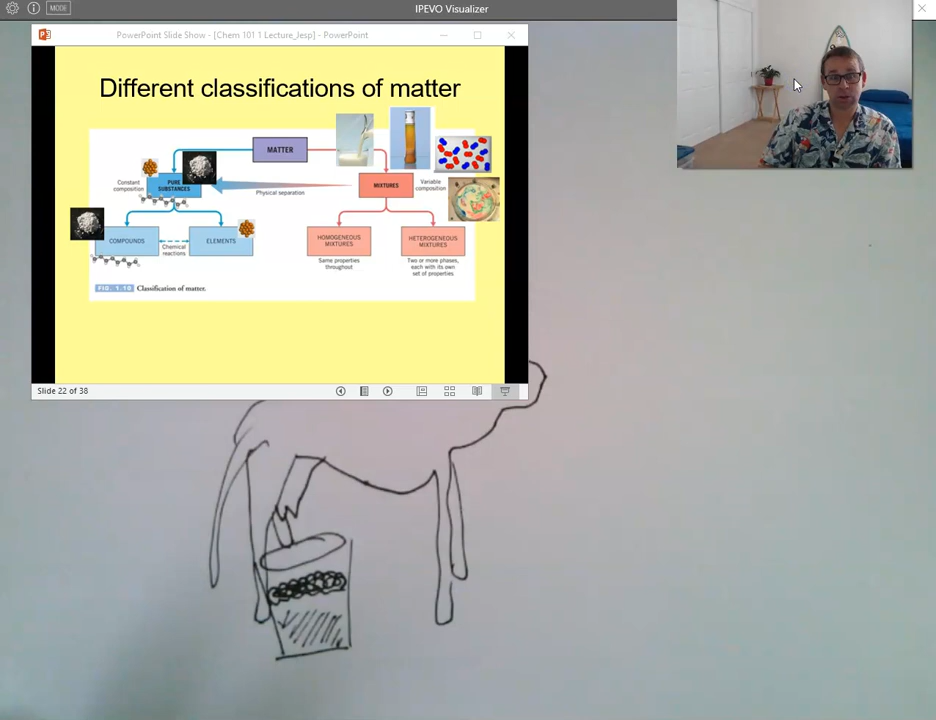 MODE
IPEVO Visualizer
PowerPoint Slide Show - [Chem 101 1 Lecture_Jesp] - PowerPoint
Different classifications of matter
MATTER
Constant
composition
PURE
SUBSTANCES
Physical separation
MIXTURES
Variable
composition
COMPOUNDS
Chemical
reactions
ELEMENTS
HOMOGENEOUS
MIXTURES
Same properties
throughout
HETEROGENEOUS
MIXTURES
Two or more phases,
each with its own
set of properties
FIG. 1.10 Classification of matter.
Slide 22 of 38